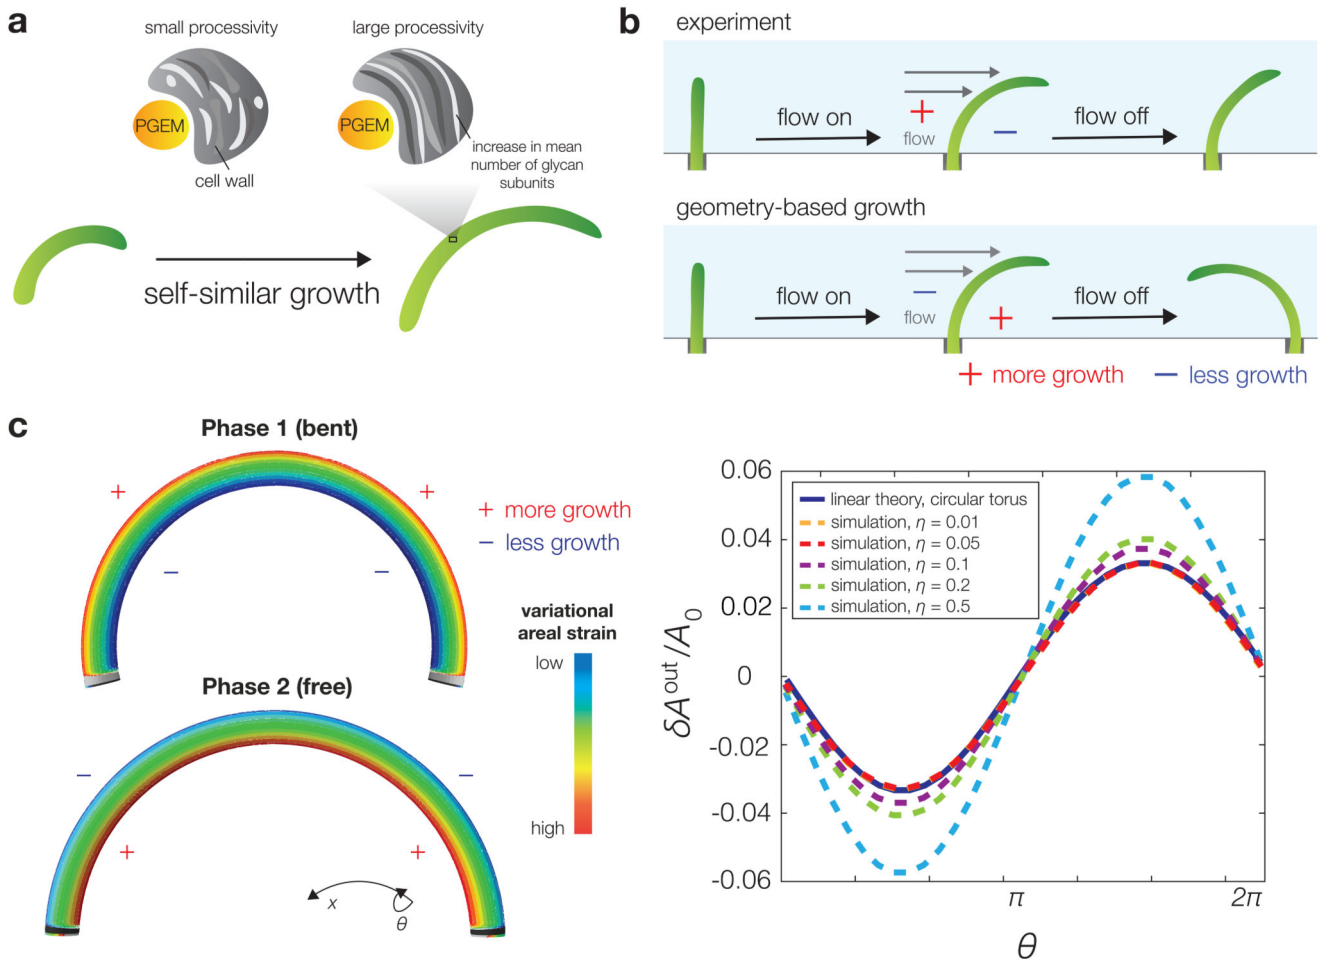 a
small processivity
large processivity
PGEM
PGEM
cell wall
increase in mean
number of glycan
subunits
self-similar growth
b
experiment
flow on
flow
+
−
flow off
geometry-based growth
flow on
−
flow
+
flow off
+ more growth − less growth
c
Phase 1 (bent)
+
+
−
−
+ more growth
− less growth
variational
areal strain
low
high
Phase 2 (free)
−
−
+
+
x
θ
0.06
0.04
0.02
0
-0.02
-0.04
-0.06
δA^out/A_0
linear theory, circular torus
simulation, η = 0.01
simulation, η = 0.05
simulation, η = 0.1
simulation, η = 0.2
simulation, η = 0.5
π
2π
θ